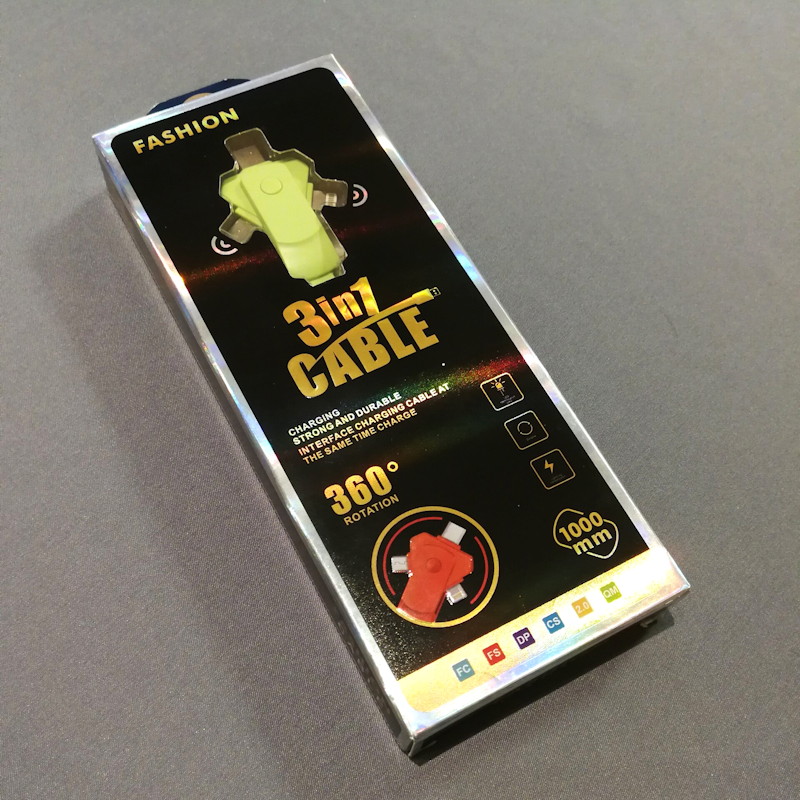 FASHION
3in1
CABLE
CHARGING
STRONG AND DURABLE
INTERFACE CHARGING CABLE AT
THE SAME TIME CHARGE
360°
ROTATION
1000
mm
FC FS DP CS 2.0 QM